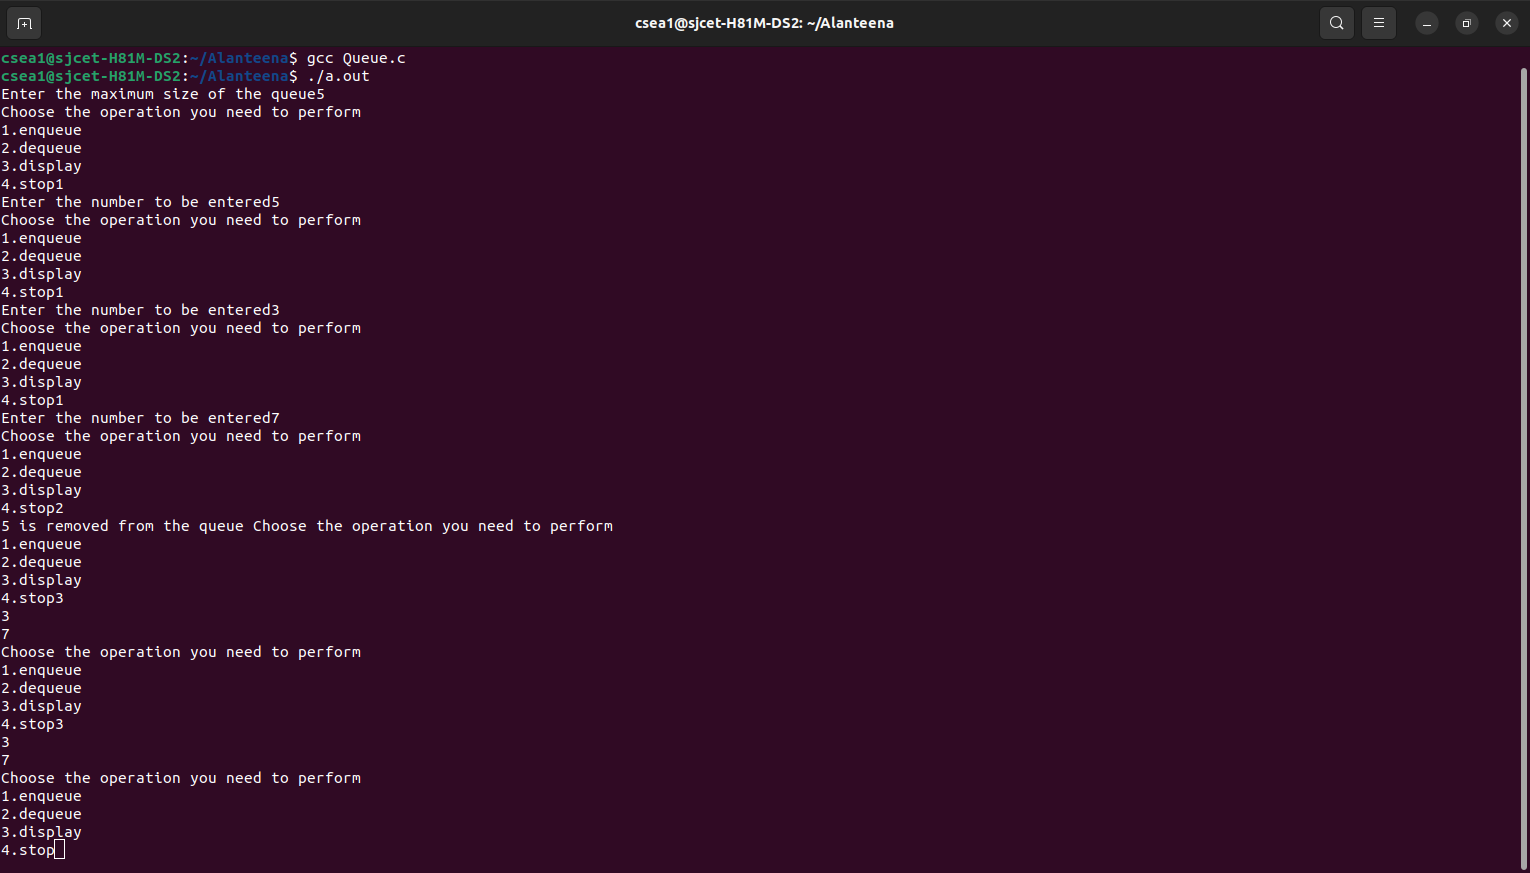 csea1@sjcet-H81M-DS2: ~/Alanteena
csea1@sjcet-H81M-DS2:~/Alanteena$ gcc Queue.c
csea1@sjcet-H81M-DS2:~/Alanteena$ ./a.out
Enter the maximum size of the queue5
Choose the operation you need to perform
1.enqueue
2.dequeue
3.display
4.stop1
Enter the number to be entered5
Choose the operation you need to perform
1.enqueue
2.dequeue
3.display
4.stop1
Enter the number to be entered3
Choose the operation you need to perform
1.enqueue
2.dequeue
3.display
4.stop1
Enter the number to be entered7
Choose the operation you need to perform
1.enqueue
2.dequeue
3.display
4.stop2
5 is removed from the queue Choose the operation you need to perform
1.enqueue
2.dequeue
3.display
4.stop3
3
7
Choose the operation you need to perform
1.enqueue
2.dequeue
3.display
4.stop3
3
7
Choose the operation you need to perform
1.enqueue
2.dequeue
3.display
4.stop